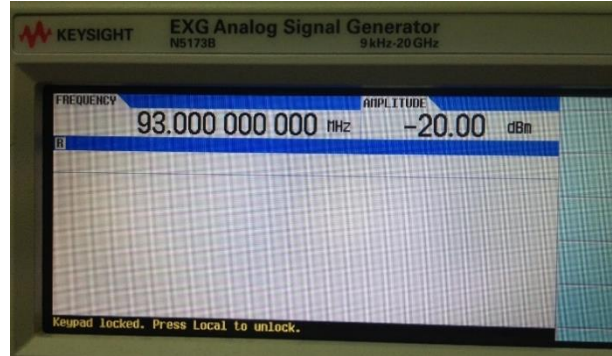 KEYSIGHT EXG Analog Signal Generator
N5173B 9 kHz-20 GHz
FREQUENCY AMPLITUDE
93.000 000 000 MHz -20.00 dBm
R
Keypad locked. Press Local to unlock.